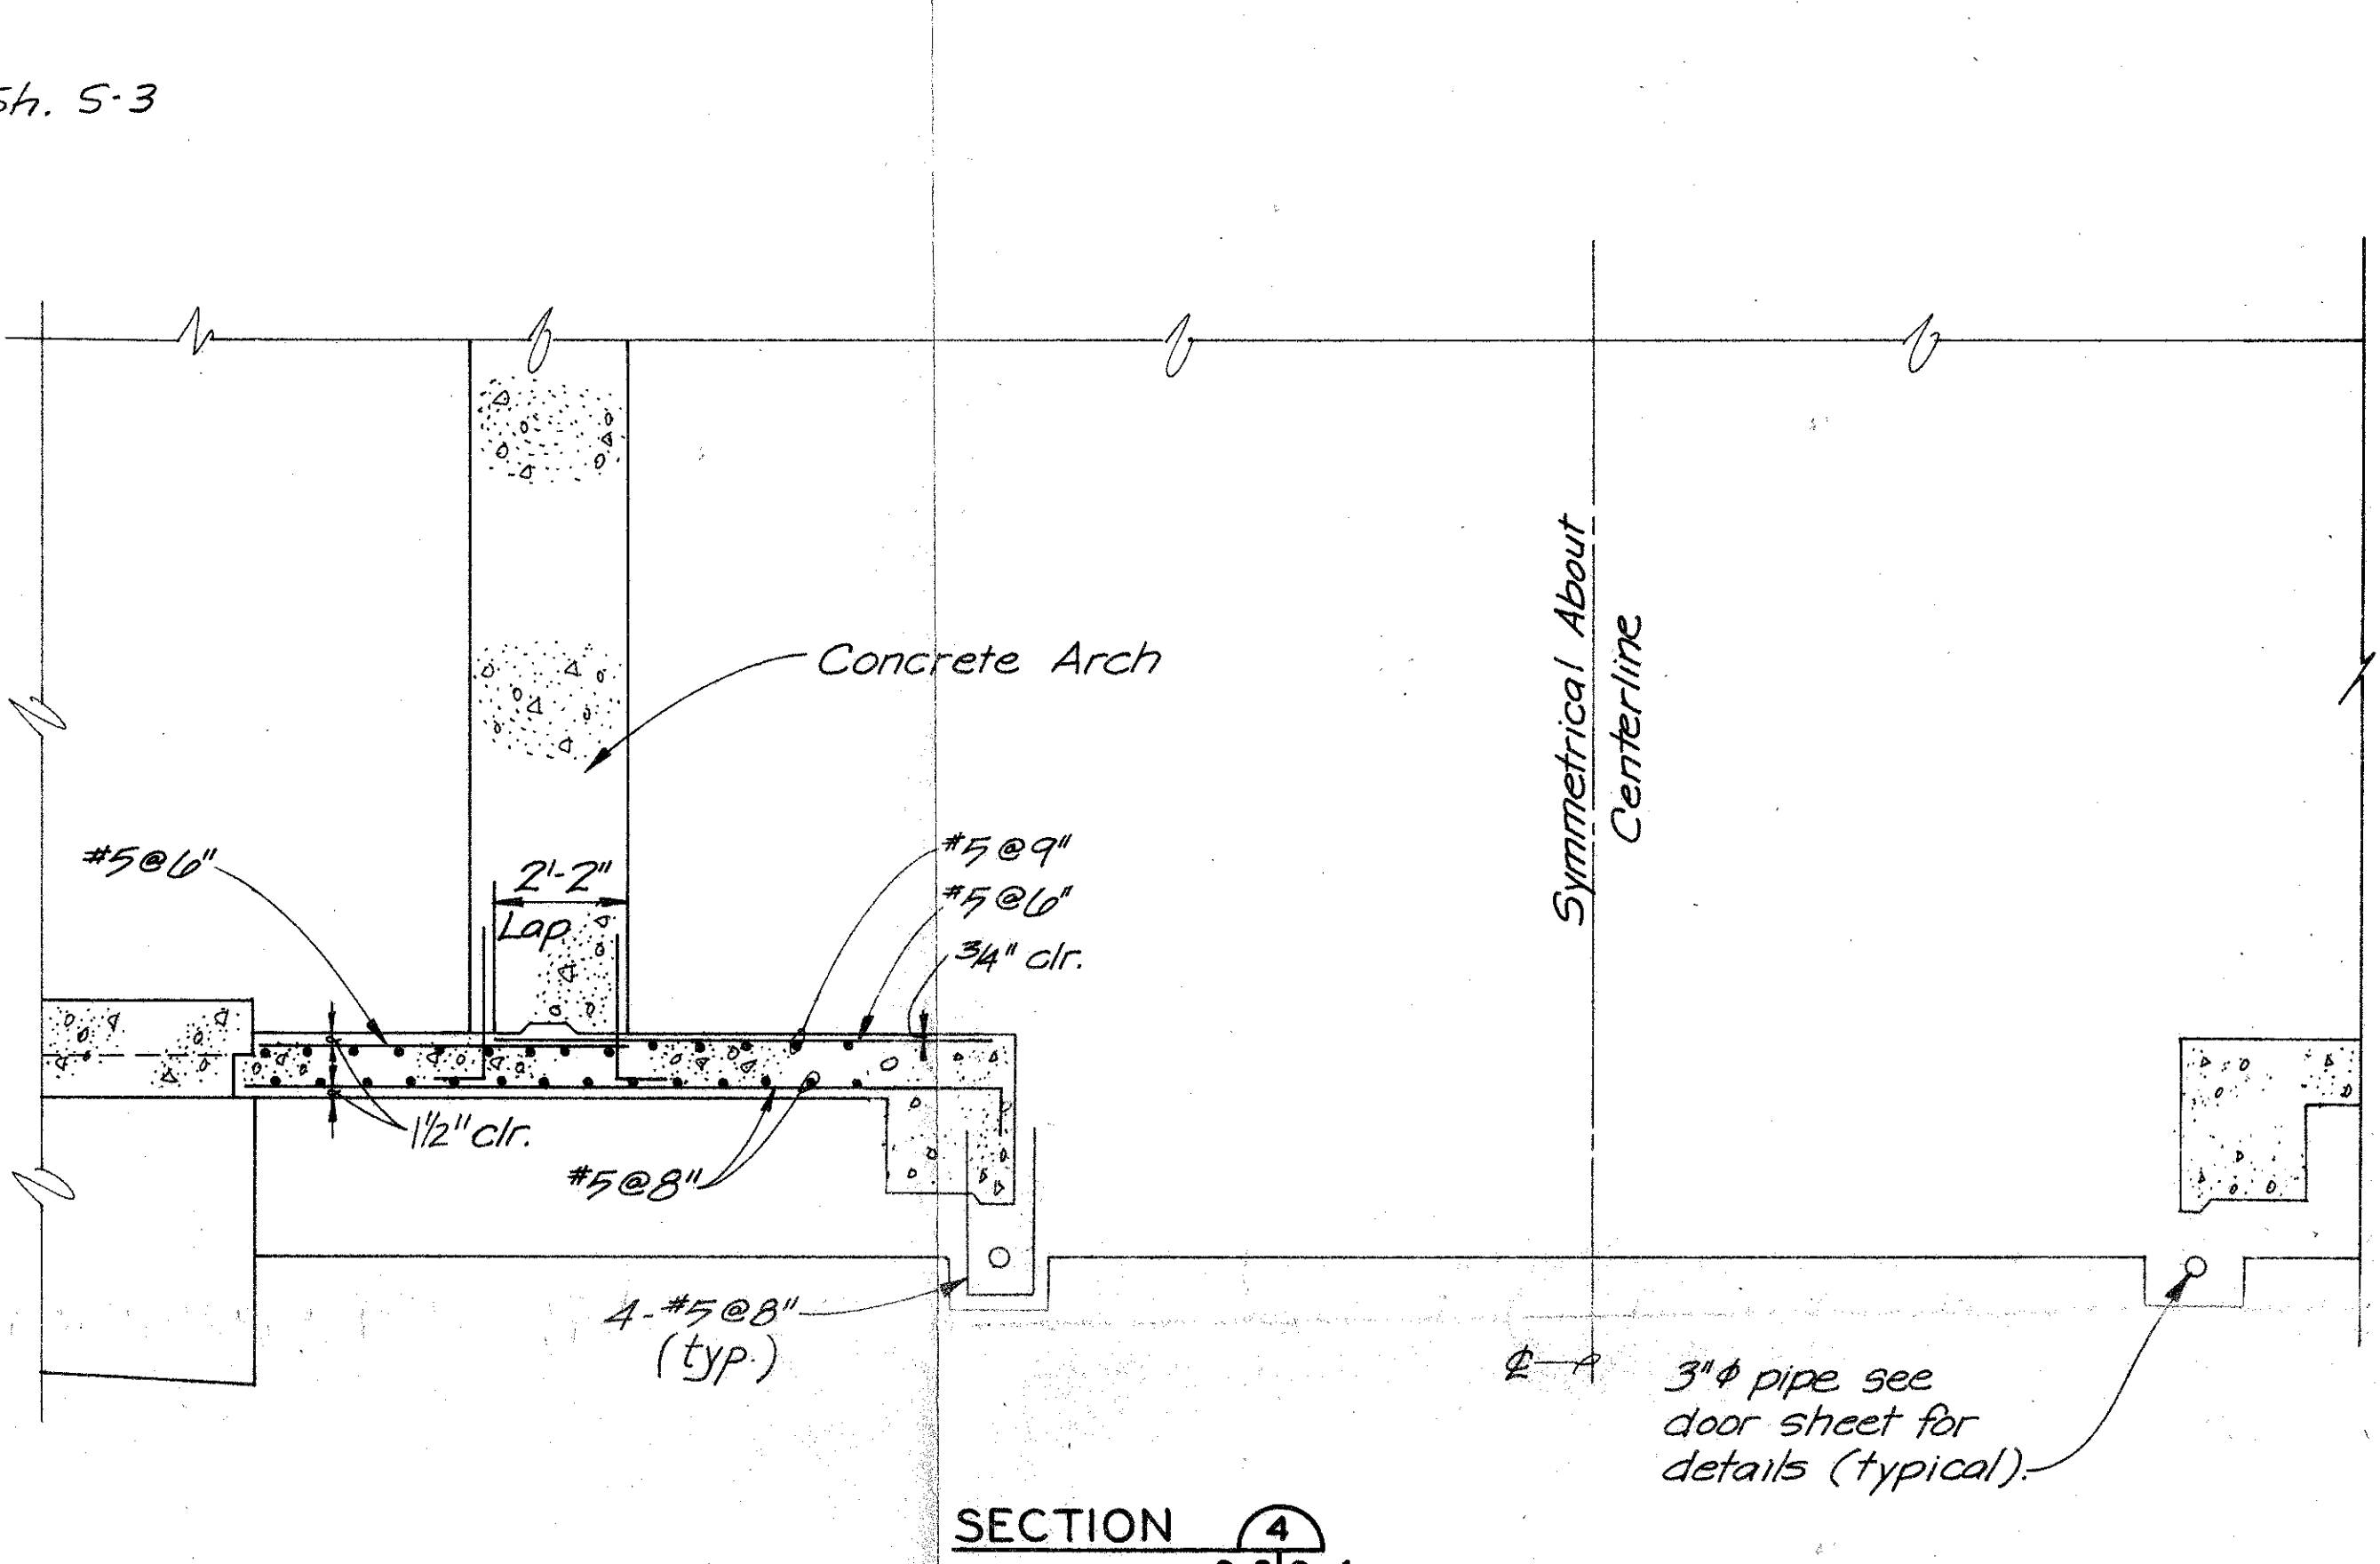 Sh. S-3
Symmetrical About
Centerline
Concrete Arch
#5@6"
2'-2"
Lap
#5@9"
#5@6"
3/4" clr.
1 1/2" clr.
#5@8"
4-#5@8"
(typ.)
℄
3"ϕ pipe see
door sheet for
details (typical).
SECTION 4